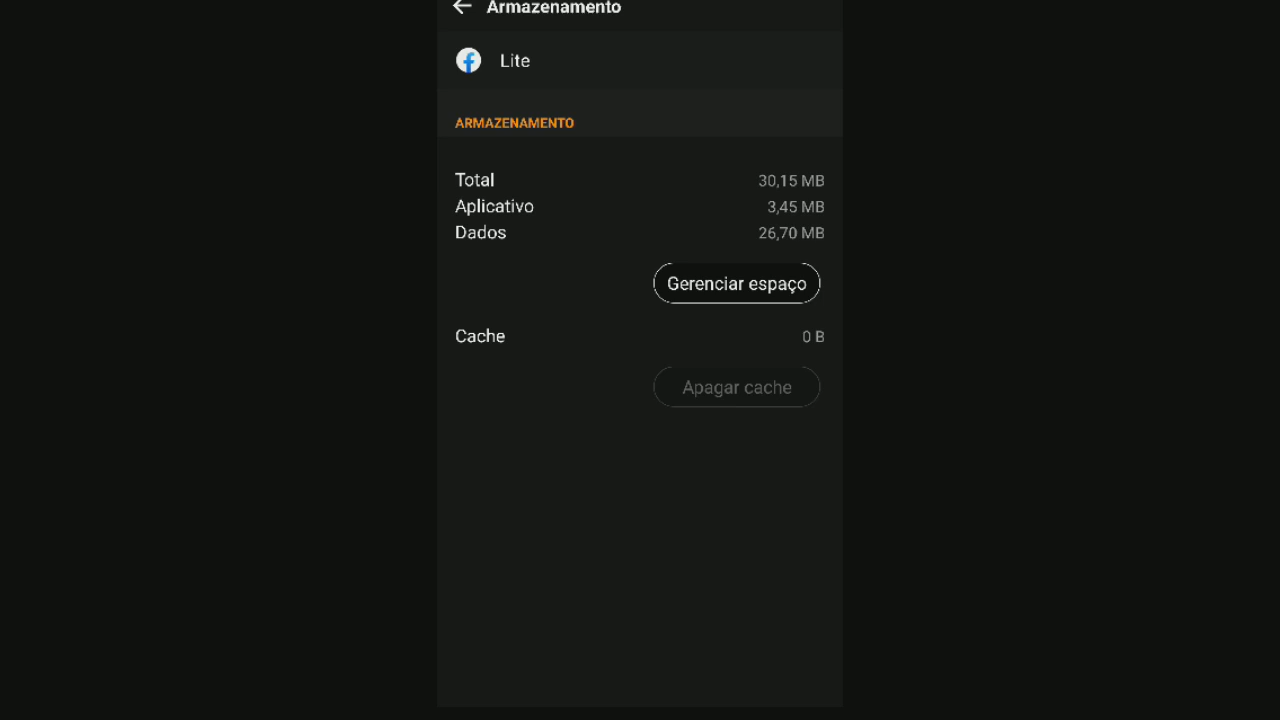 Armazenamento
Lite
ARMAZENAMENTO
Total 30,15 MB
Aplicativo 3,45 MB
Dados 26,70 MB
Gerenciar espaço
Cache 0 B
Apagar cache